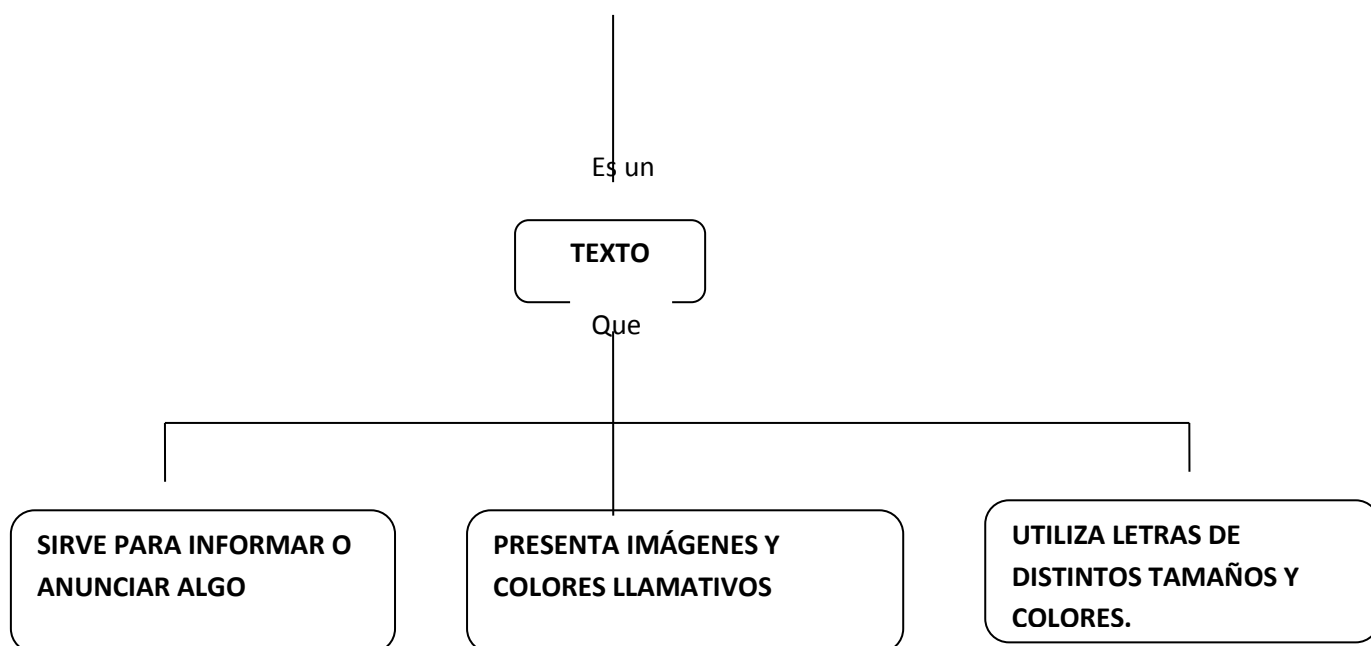 Es un
TEXTO
Que
SIRVE PARA INFORMAR O
ANUNCIAR ALGO
PRESENTA IMÁGENES Y
COLORES LLAMATIVOS
UTILIZA LETRAS DE
DISTINTOS TAMAÑOS Y
COLORES.